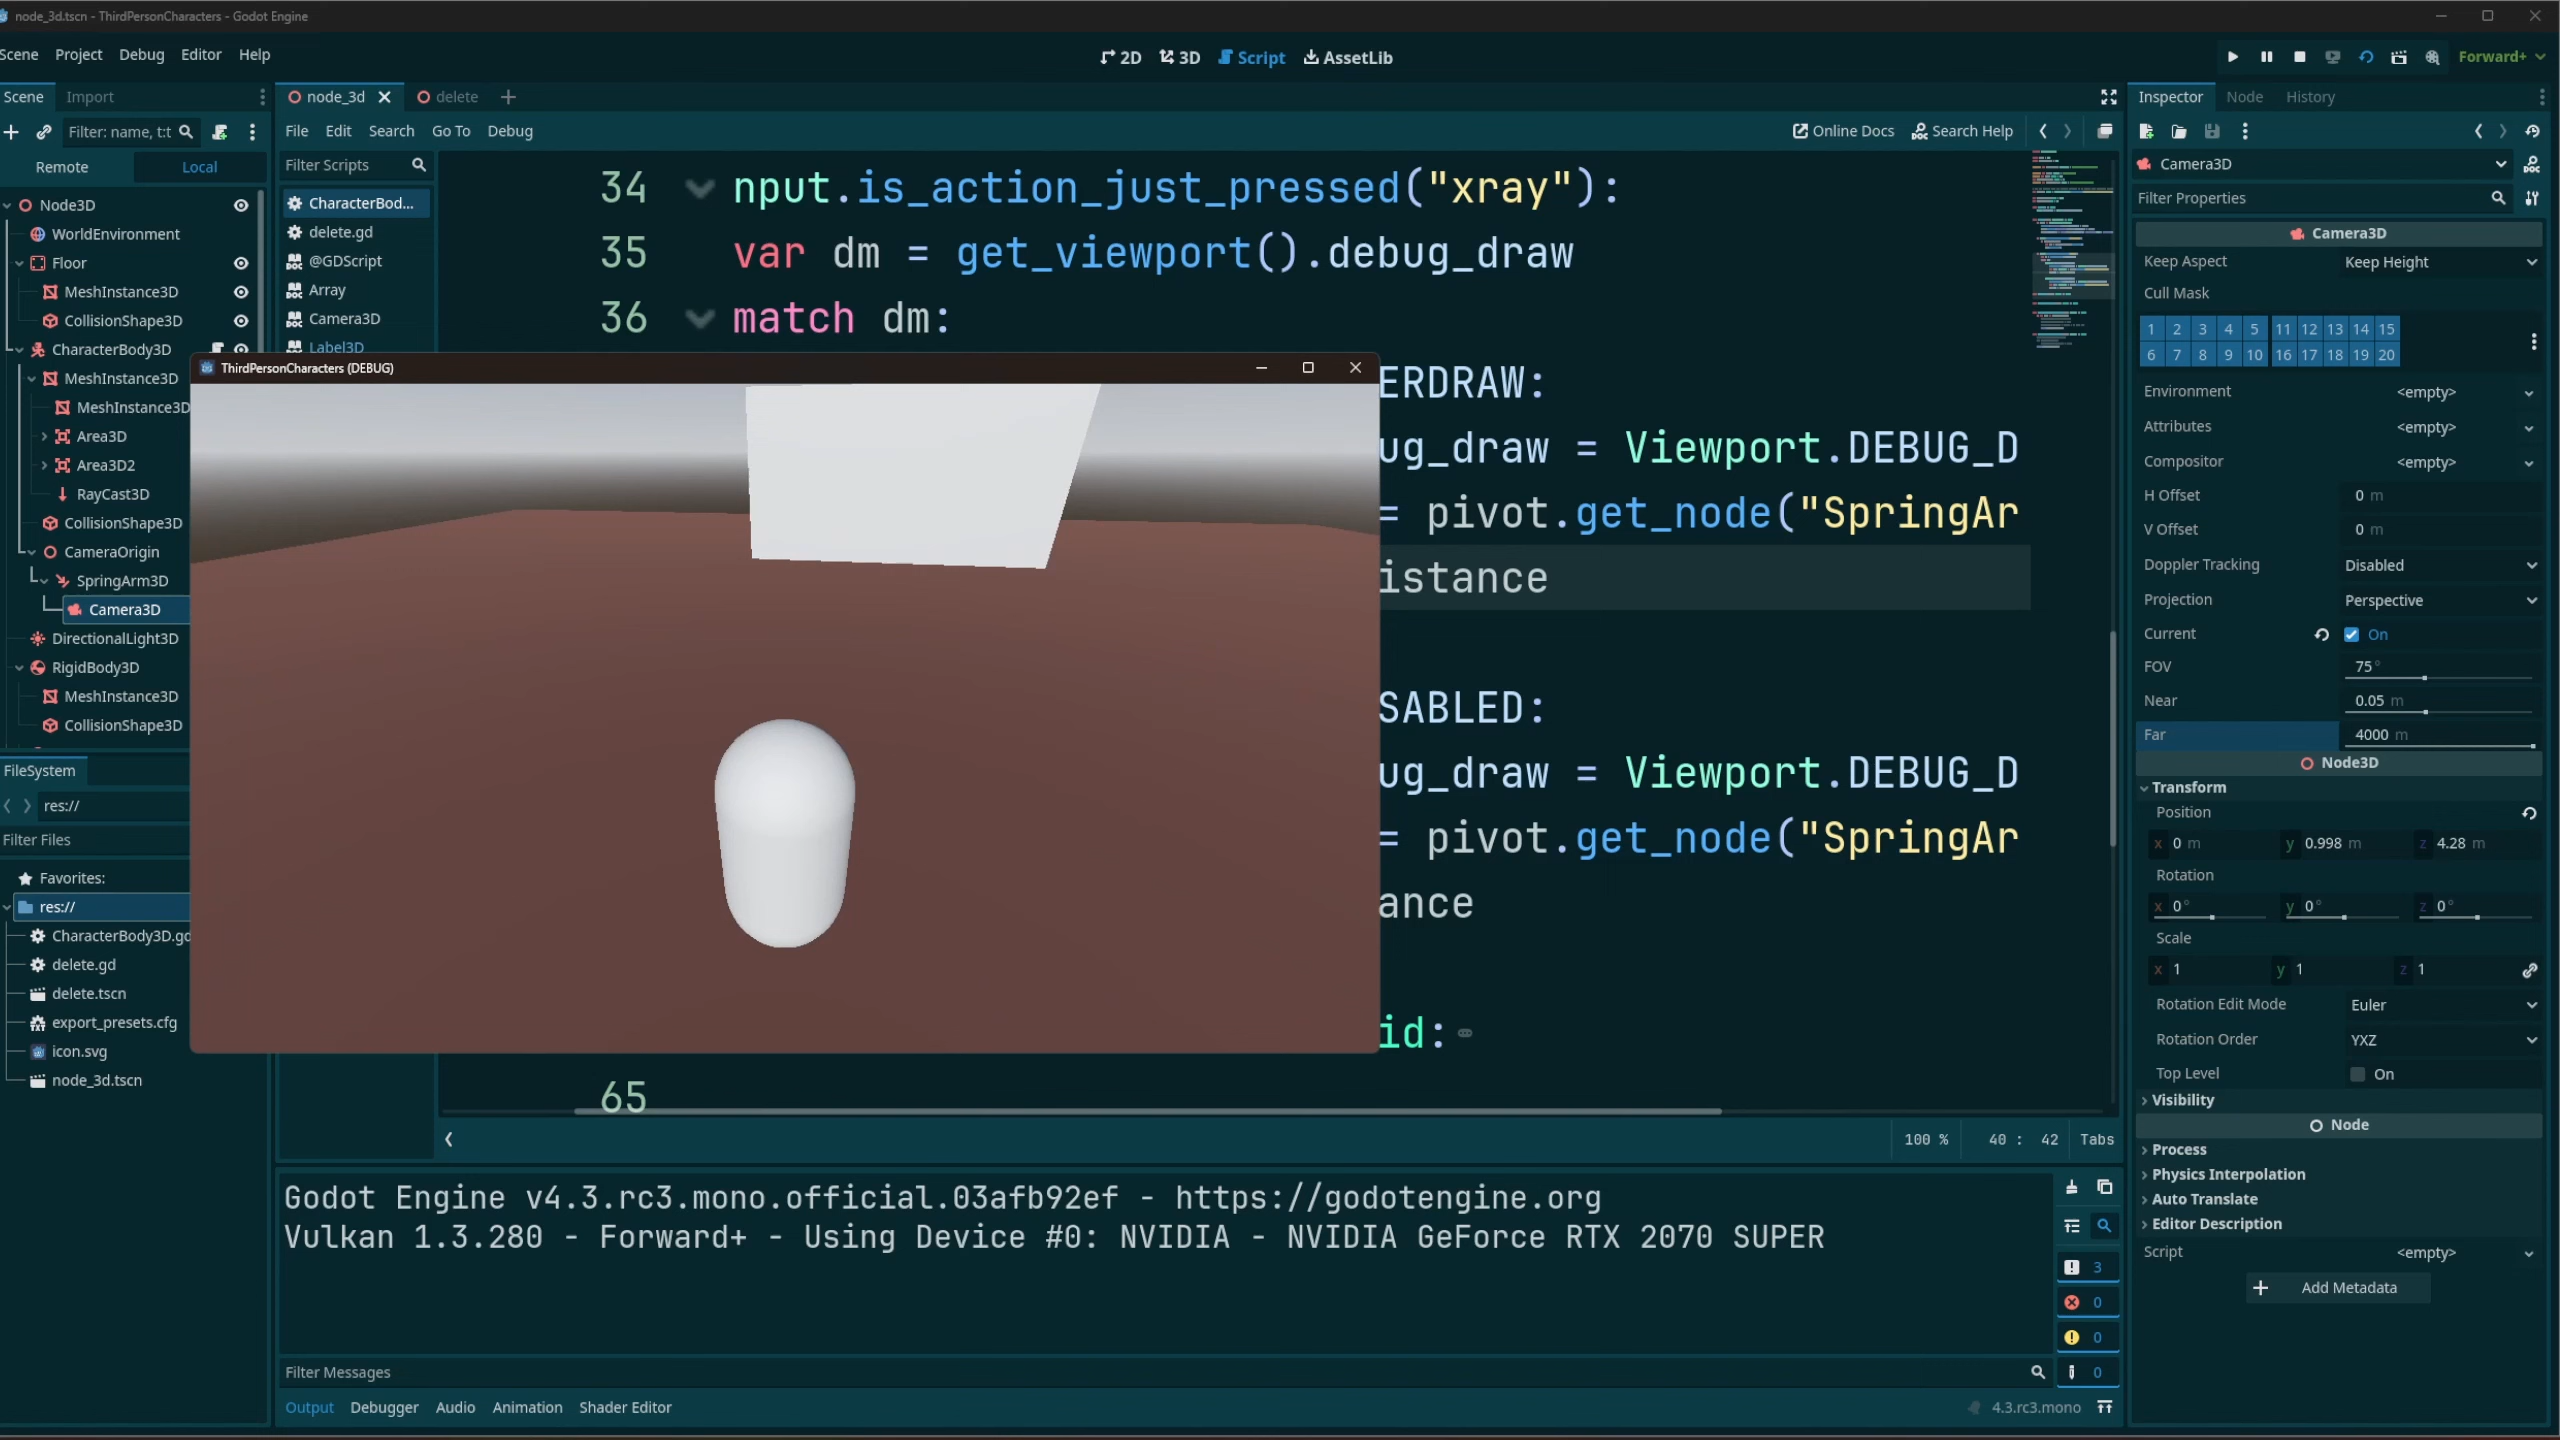 node_3d.tscn - ThirdPersonCharacters - Godot Engine
Scene Project Debug Editor Help
2D 3D Script AssetLib
Forward+
Scene Import
node_3d delete
Inspector Node History
Filter: name, t:t
File Edit Search Go To Debug
Online Docs Search Help
Remote Local
Filter Scripts
Camera3D
Filter Properties
Node3D
WorldEnvironment
Floor
MeshInstance3D
CollisionShape3D
CharacterBody3D
MeshInstance3D
MeshInstance3D
Area3D
Area3D2
RayCast3D
CollisionShape3D
CameraOrigin
SpringArm3D
Camera3D
DirectionalLight3D
RigidBody3D
MeshInstance3D
CollisionShape3D
CharacterBod...
delete.gd
@GDScript
Array
Camera3D
Label3D
34 nput.is_action_just_pressed("xray"):
35 var dm = get_viewport().debug_draw
36 match dm:
ERDRAW:
ug_draw = Viewport.DEBUG_D
= pivot.get_node("SpringAr
istance
SABLED:
ug_draw = Viewport.DEBUG_D
= pivot.get_node("SpringAr
ance
id:
65
ThirdPersonCharacters (DEBUG)
FileSystem
res://
Filter Files
Favorites:
res://
CharacterBody3D.gd
delete.gd
delete.tscn
export_presets.cfg
icon.svg
node_3d.tscn
100 % 40 : 42 Tabs
Godot Engine v4.3.rc3.mono.official.03afb92ef - https://godotengine.org
Vulkan 1.3.280 - Forward+ - Using Device #0: NVIDIA - NVIDIA GeForce RTX 2070 SUPER
3
0
0
0
Filter Messages
Output Debugger Audio Animation Shader Editor
4.3.rc3.mono
Camera3D
Keep Aspect Keep Height
Cull Mask
1 2 3 4 5 11 12 13 14 15
6 7 8 9 10 16 17 18 19 20
Environment <empty>
Attributes <empty>
Compositor <empty>
H Offset 0 m
V Offset 0 m
Doppler Tracking Disabled
Projection Perspective
Current On
FOV 75°
Near 0.05 m
Far 4000 m
Node3D
Transform
Position
x 0 m y 0.998 m z 4.28 m
Rotation
x 0° y 0° z 0°
Scale
x 1 y 1 z 1
Rotation Edit Mode Euler
Rotation Order YXZ
Top Level On
Visibility
Node
Process
Physics Interpolation
Auto Translate
Editor Description
Script <empty>
Add Metadata